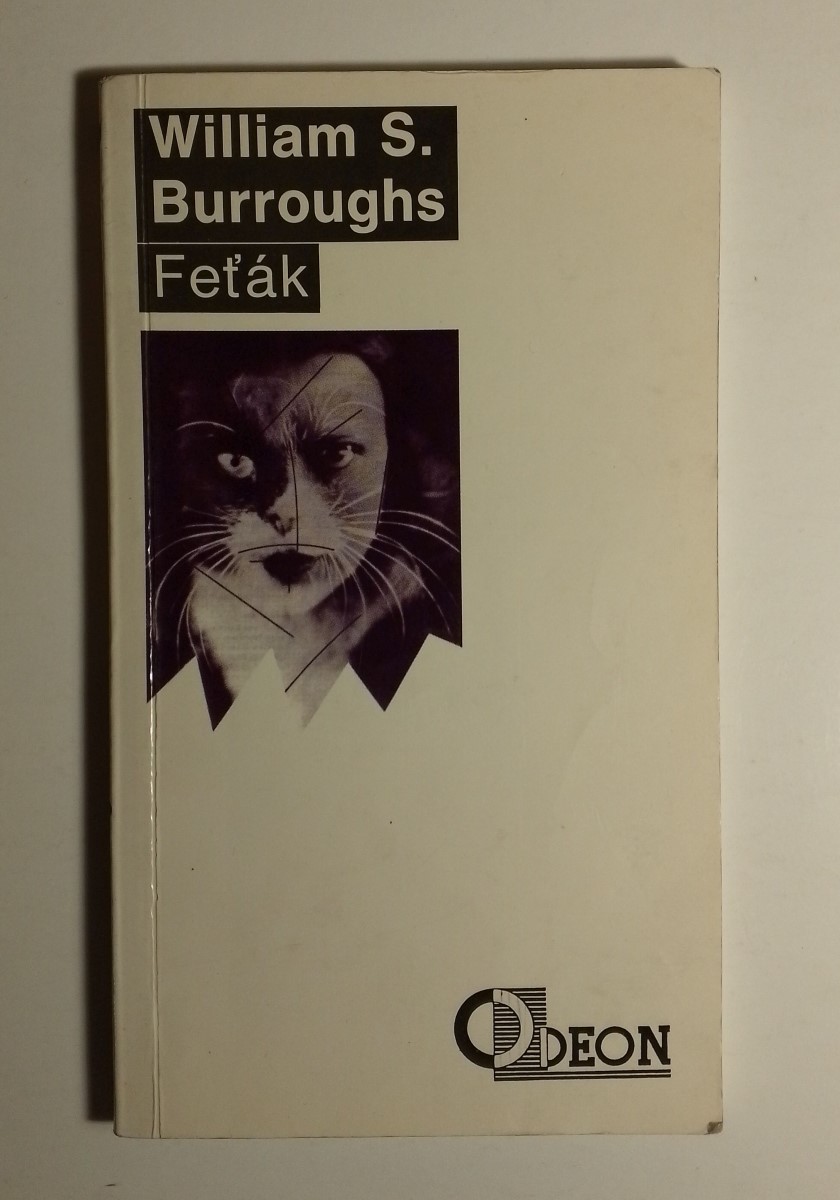 William S.
Burroughs
Feťák
ODEON